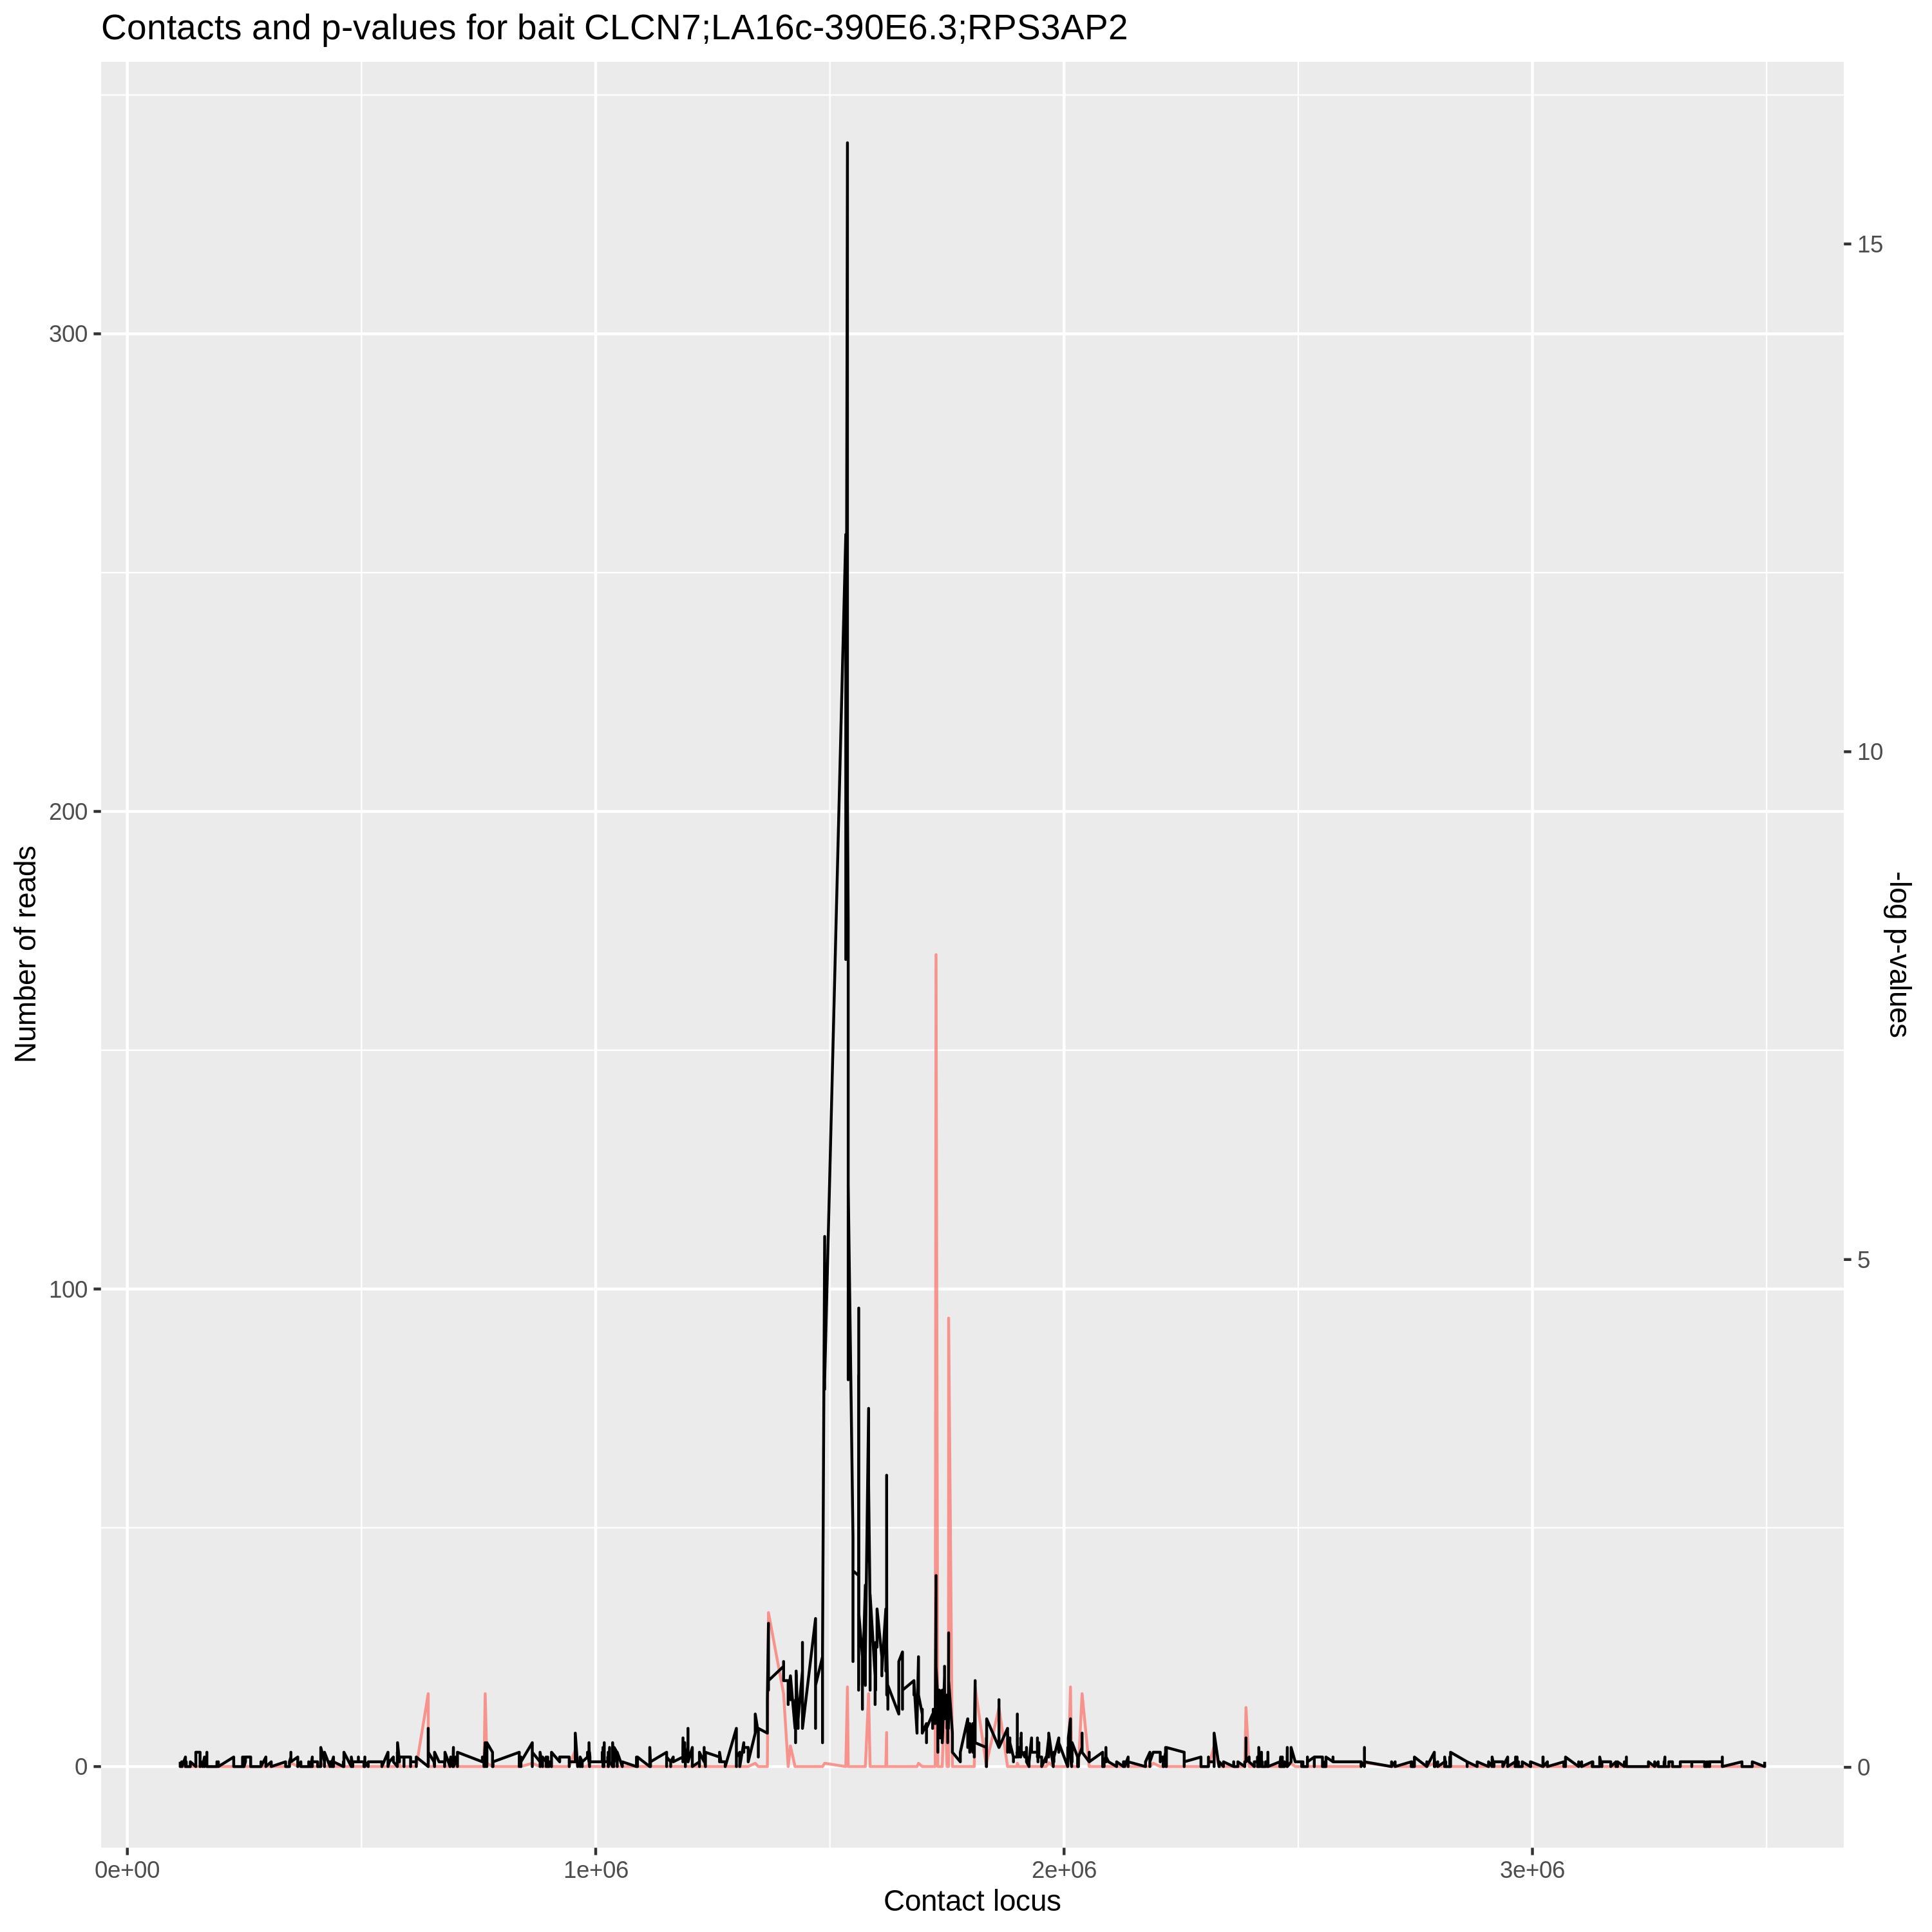 Contacts and p-values for bait CLCN7;LA16c-390E6.3;RPS3AP2
Number of reads
300
200
100
0
15
10
5
0
-log p-values
0e+00
1e+06
2e+06
3e+06
Contact locus